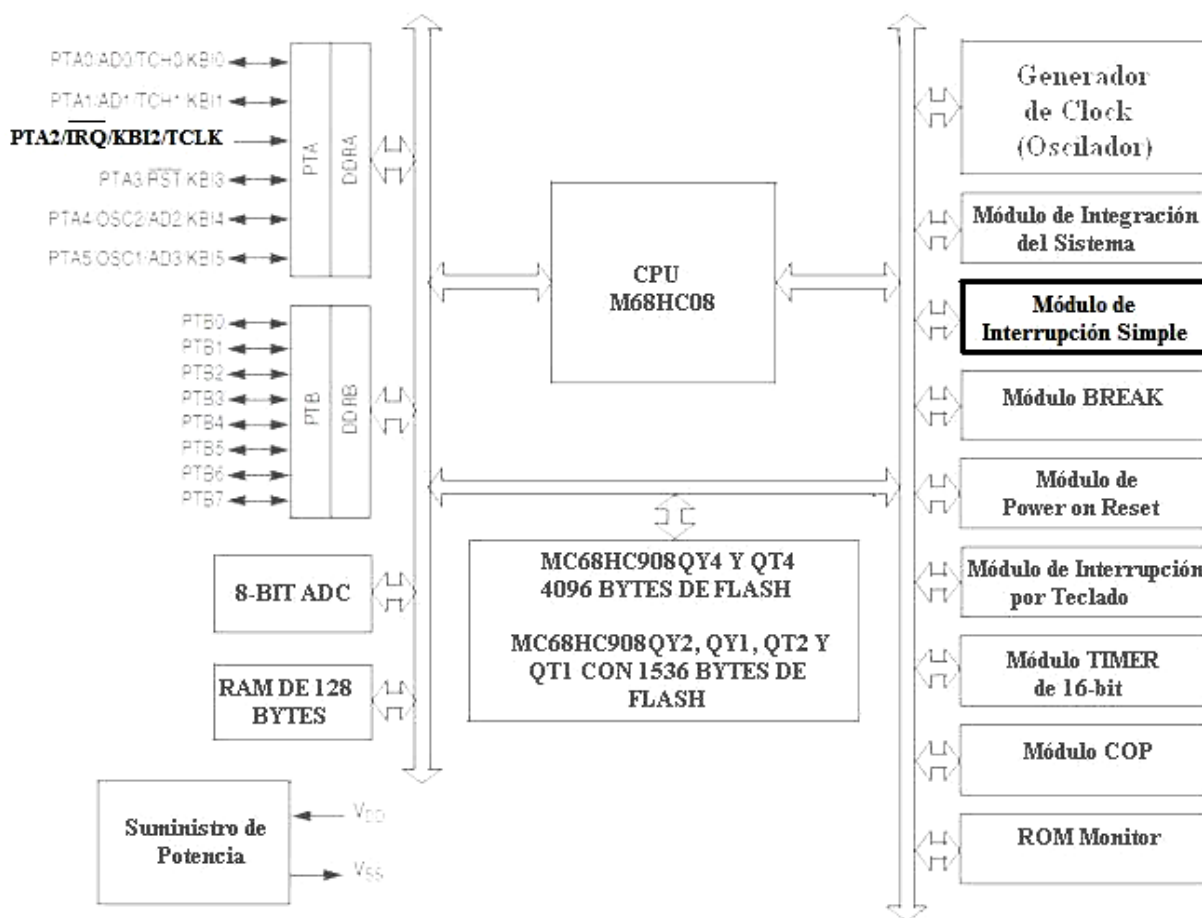 PTA0/AD0/TCH0/KBI0
PTA1/AD1/TCH1/KBI1
PTA2/IRQ/KBI2/TCLK
PTA3/RST/KBI3
PTA4/OSC2/AD2/KBI4
PTA5/OSC1/AD3/KBI5
PTA
DDRA
PTB0
PTB1
PTB2
PTB3
PTB4
PTB5
PTB6
PTB7
PTB
DDRB
8-BIT ADC
RAM DE 128
BYTES
Suministro de
Potencia
VDD
VSS
CPU
M68HC08
MC68HC908QY4 Y QT4
4096 BYTES DE FLASH
MC68HC908QY2, QY1, QT2 Y
QT1 CON 1536 BYTES DE
FLASH
Generador
de Clock
(Oscilador)
Módulo de Integración
del Sistema
Módulo de
Interrupción Simple
Módulo BREAK
Módulo de
Power on Reset
Módulo de Interrupción
por Teclado
Módulo TIMER
de 16-bit
Módulo COP
ROM Monitor